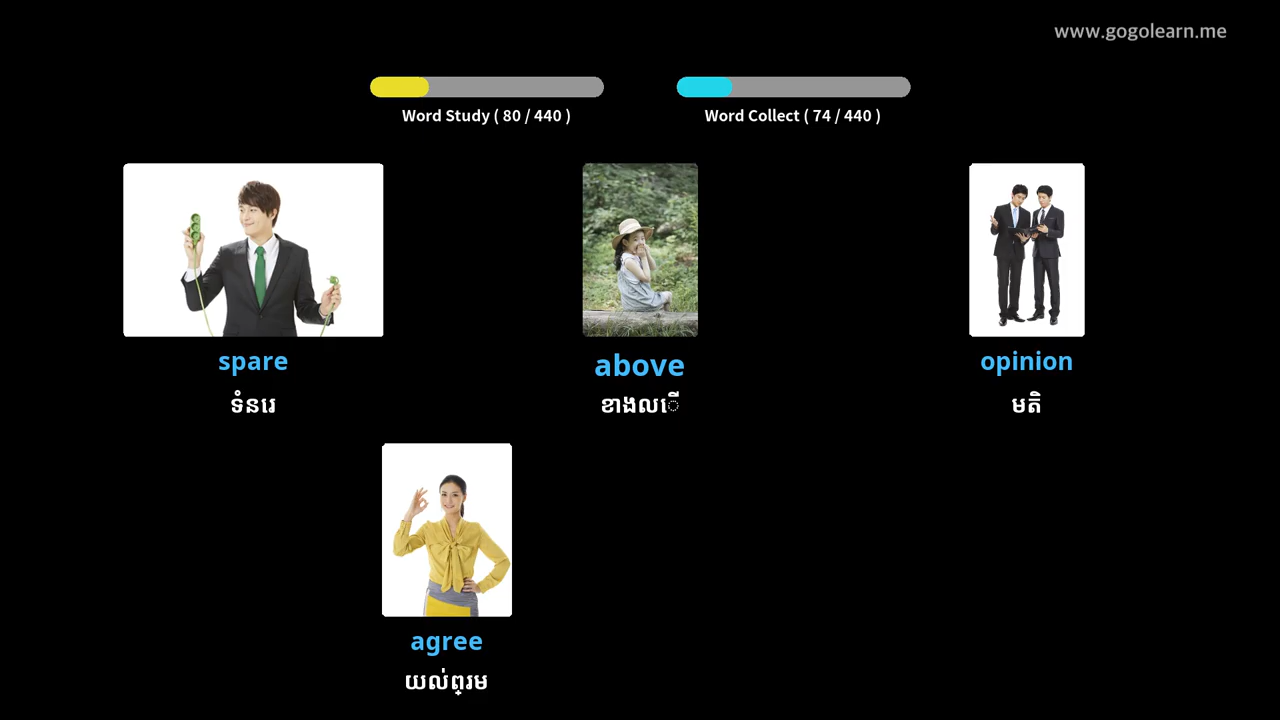 www.gogolearn.me
Word Study ( 80 / 440 )
Word Collect ( 74 / 440 )
spare
ទំនរេ
above
ខាងលេី
opinion
មតិ
agree
យល់ព្រម